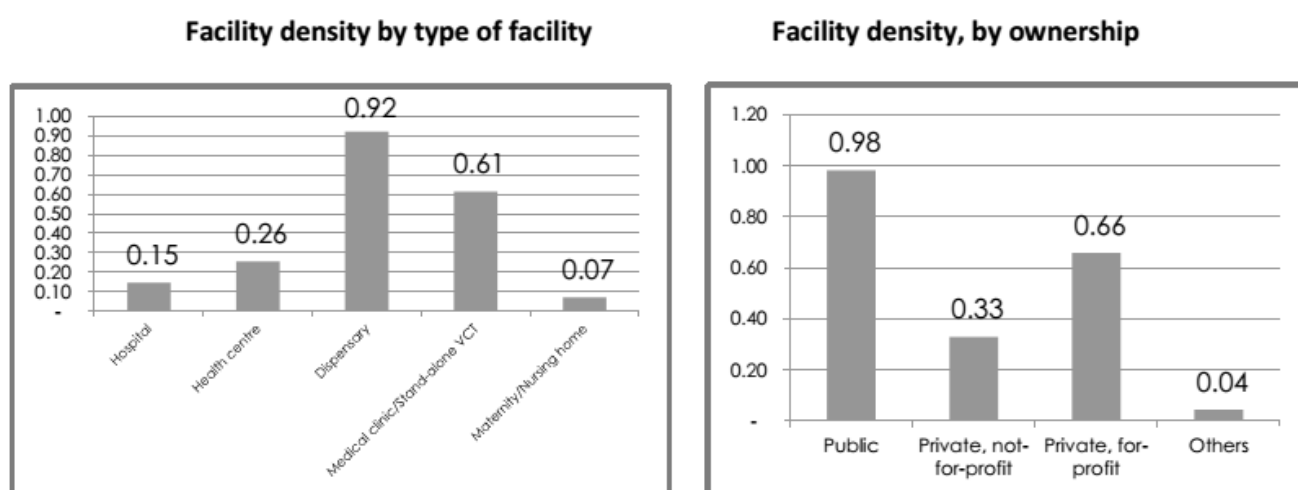 Facility density by type of facility
1.00
0.90
0.80
0.70
0.60
0.50
0.40
0.30
0.20
0.10
-
0.15
0.26
0.92
0.61
0.07
Hospital
Health centre
Dispensary
Medical clinic/Stand-alone VCT
Maternity/Nursing home
Facility density, by ownership
1.20
1.00
0.80
0.60
0.40
0.20
-
0.98
0.33
0.66
0.04
Public
Private, not-
for-profit
Private, for-
profit
Others